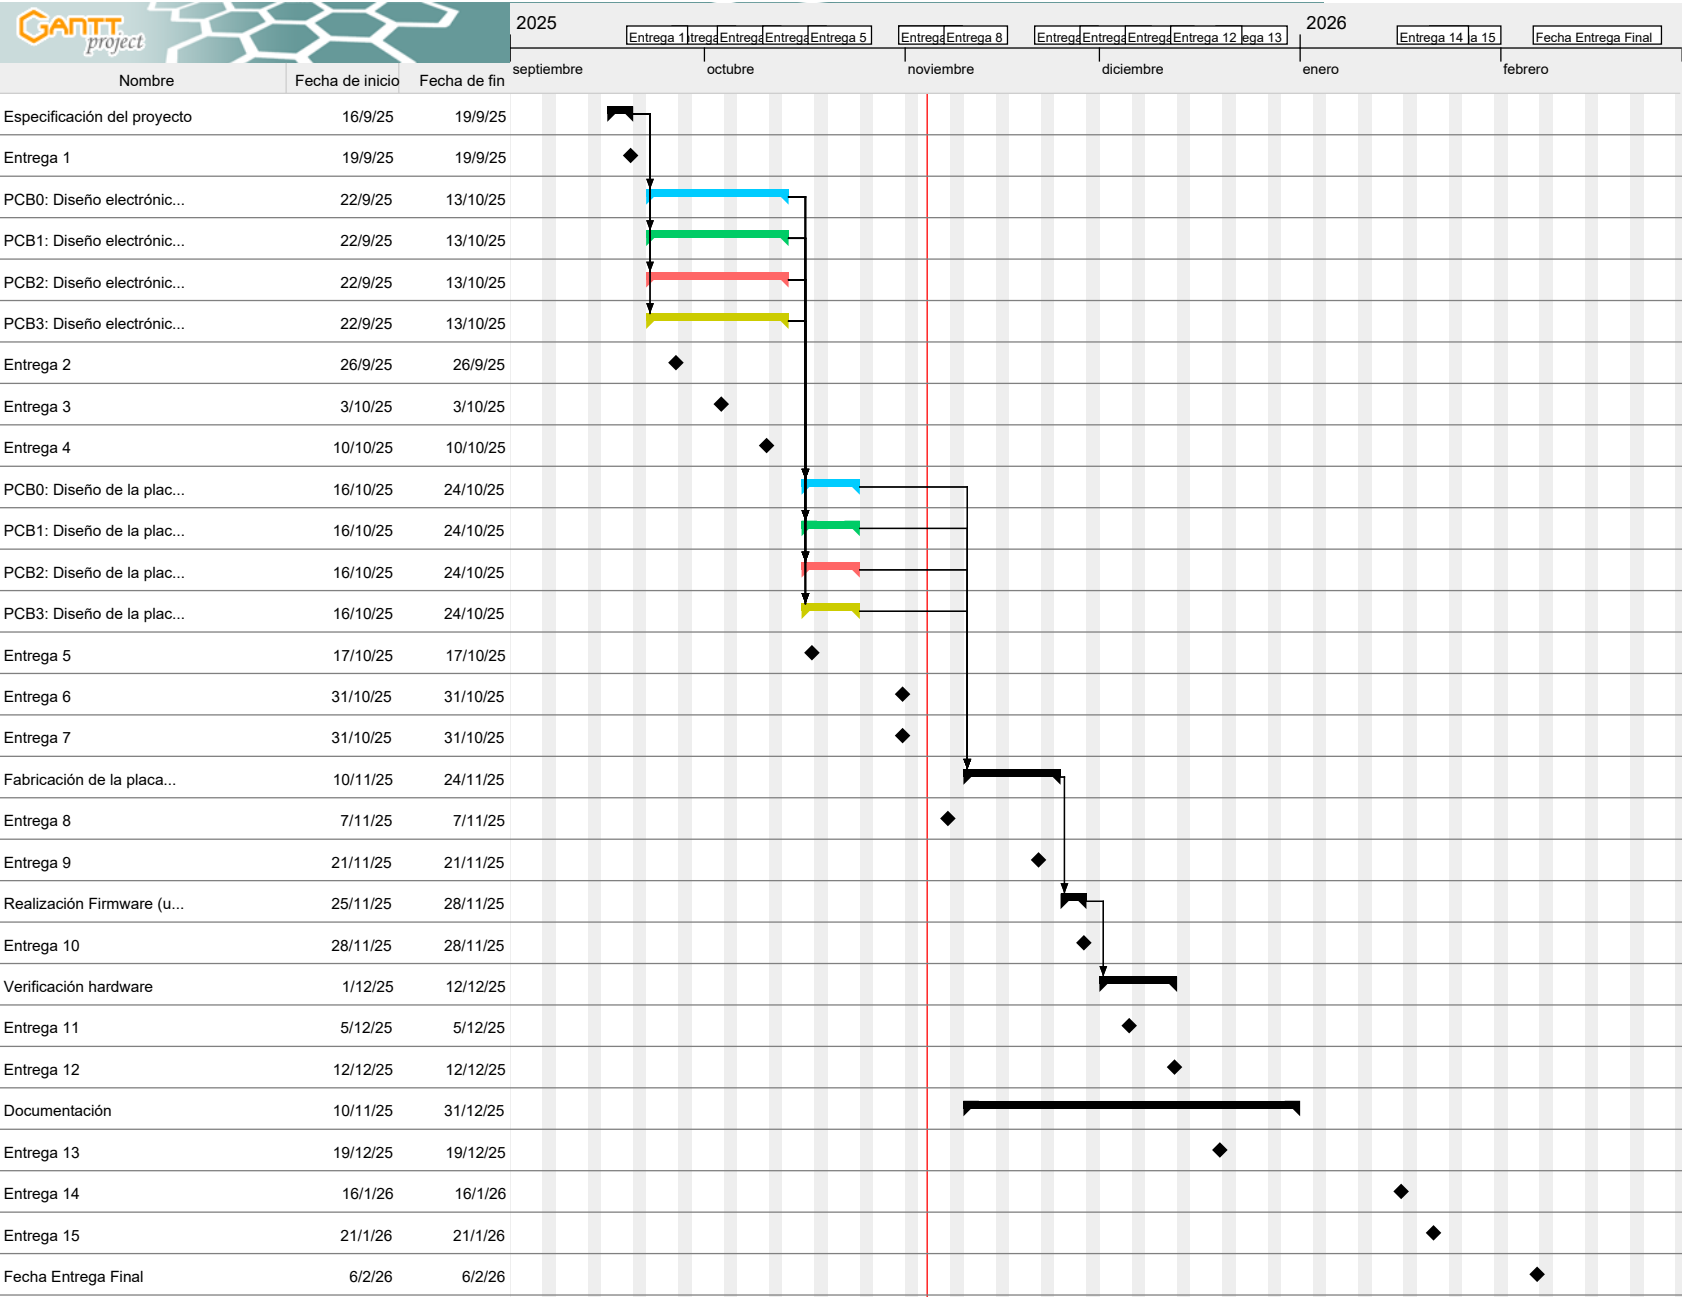 GANTT
project
2025
2026
Entrega 1
Entrega
Entrega
Entrega 5
Entrega
Entrega 8
Entrega
Entrega
Entrega
Entrega 12
ega 13
Entrega 14
a 15
Fecha Entrega Final
septiembre octubre noviembre diciembre enero febrero
Nombre Fecha de inicio Fecha de fin
Especificación del proyecto 16/9/25 19/9/25
Entrega 1 19/9/25 19/9/25
PCB0: Diseño electrónic... 22/9/25 13/10/25
PCB1: Diseño electrónic... 22/9/25 13/10/25
PCB2: Diseño electrónic... 22/9/25 13/10/25
PCB3: Diseño electrónic... 22/9/25 13/10/25
Entrega 2 26/9/25 26/9/25
Entrega 3 3/10/25 3/10/25
Entrega 4 10/10/25 10/10/25
PCB0: Diseño de la plac... 16/10/25 24/10/25
PCB1: Diseño de la plac... 16/10/25 24/10/25
PCB2: Diseño de la plac... 16/10/25 24/10/25
PCB3: Diseño de la plac... 16/10/25 24/10/25
Entrega 5 17/10/25 17/10/25
Entrega 6 31/10/25 31/10/25
Entrega 7 31/10/25 31/10/25
Fabricación de la placa... 10/11/25 24/11/25
Entrega 8 7/11/25 7/11/25
Entrega 9 21/11/25 21/11/25
Realización Firmware (u... 25/11/25 28/11/25
Entrega 10 28/11/25 28/11/25
Verificación hardware 1/12/25 12/12/25
Entrega 11 5/12/25 5/12/25
Entrega 12 12/12/25 12/12/25
Documentación 10/11/25 31/12/25
Entrega 13 19/12/25 19/12/25
Entrega 14 16/1/26 16/1/26
Entrega 15 21/1/26 21/1/26
Fecha Entrega Final 6/2/26 6/2/26